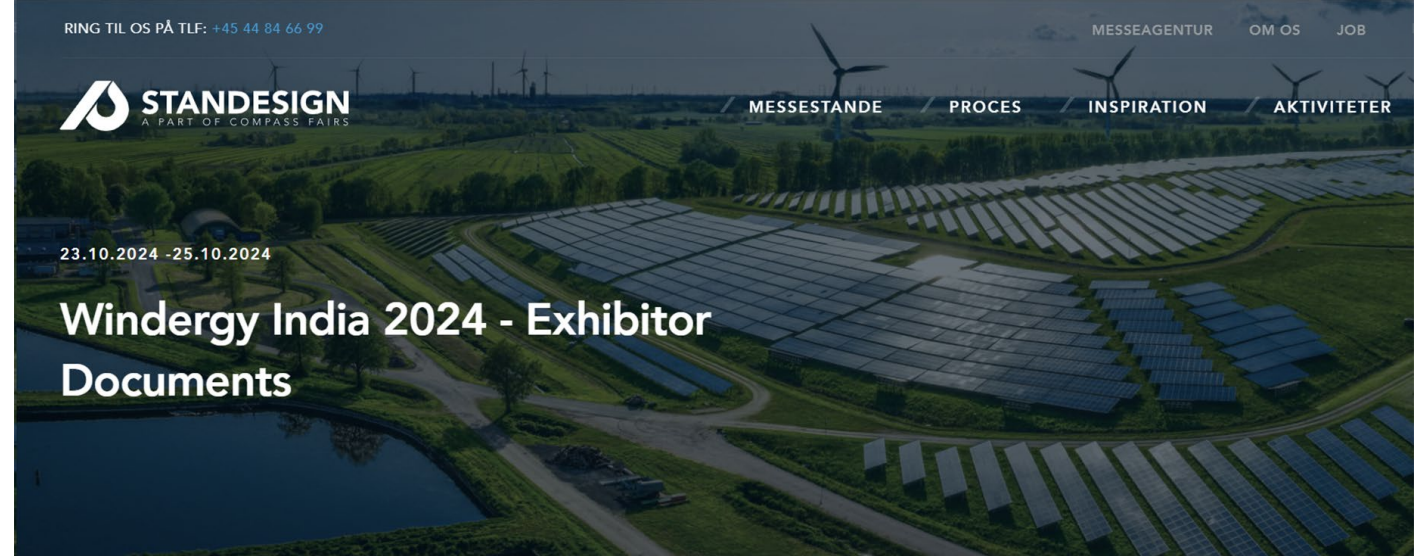 RING TIL OS PÅ TLF: +45 44 84 66 99
MESSEAGENTUR OM OS JOB
STANDESIGN
A PART OF COMPASS FAIRS
MESSESTANDE PROCES INSPIRATION AKTIVITETER
23.10.2024 -25.10.2024
Windergy India 2024 - Exhibitor
Documents